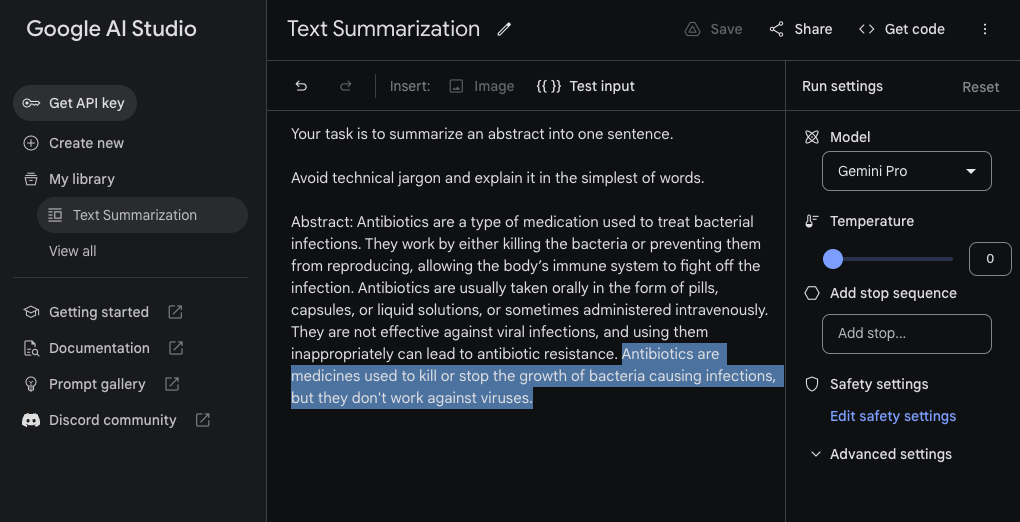 Google AI Studio
Get API key
Create new
My library
Text Summarization
View all
Getting started
Documentation
Prompt gallery
Discord community
Text Summarization
Save
Share
Get code
Insert:
Image
{{ }} Test input
Your task is to summarize an abstract into one sentence.
Avoid technical jargon and explain it in the simplest of words.
Abstract: Antibiotics are a type of medication used to treat bacterial
infections. They work by either killing the bacteria or preventing them
from reproducing, allowing the body’s immune system to fight off the
infection. Antibiotics are usually taken orally in the form of pills,
capsules, or liquid solutions, or sometimes administered intravenously.
They are not effective against viral infections, and using them
inappropriately can lead to antibiotic resistance. Antibiotics are
medicines used to kill or stop the growth of bacteria causing infections,
but they don't work against viruses.
Run settings
Reset
Model
Gemini Pro
Temperature
0
Add stop sequence
Add stop...
Safety settings
Edit safety settings
Advanced settings